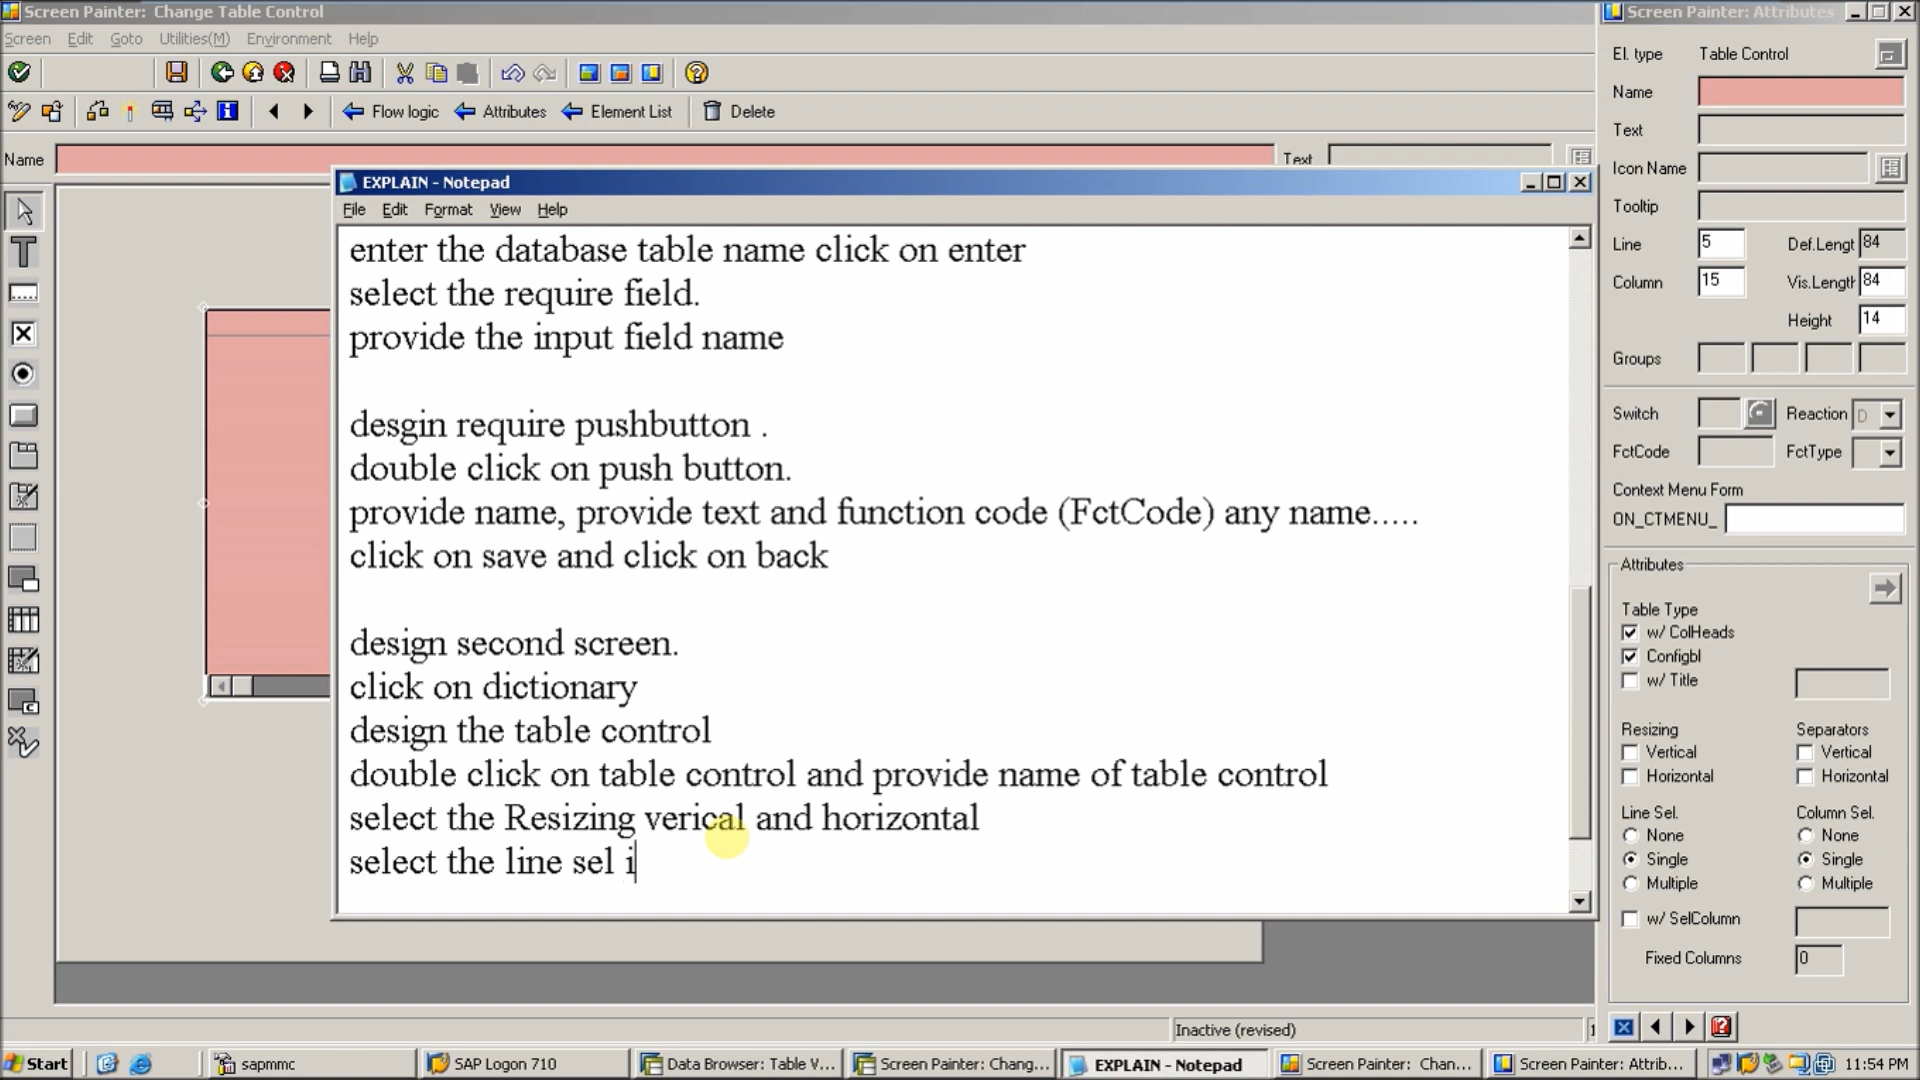 Screen Painter: Change Table Control
Screen Painter: Attributes
Screen Edit Goto Utilities(M) Environment Help
Flow logic Attributes Element List Delete
Name Text
EXPLAIN - Notepad
File Edit Format View Help
enter the database table name click on enter
select the require field.
provide the input field name
desgin require pushbutton .
double click on push button.
provide name, provide text and function code (FctCode) any name.....
click on save and click on back
design second screen.
click on dictionary
design the table control
double click on table control and provide name of table control
select the Resizing verical and horizontal
select the line sel i
El. type Table Control
Name
Text
Icon Name
Tooltip
Line 5 Def.Lengt 84
Column 15 Vis.Length 84
Height 14
Groups
Switch Reaction D
FctCode FctType
Context Menu Form
ON_CTMENU_
Attributes
Table Type
w/ ColHeads
Configbl
w/ Title
Resizing Separators
Vertical Vertical
Horizontal Horizontal
Line Sel. Column Sel.
None None
Single Single
Multiple Multiple
w/ SelColumn
Fixed Columns 0
Inactive (revised)
Start sapmmc SAP Logon 710 Data Browser: Table V... Screen Painter: Chang... EXPLAIN - Notepad Screen Painter: Chan... Screen Painter: Attrib... 11:54 PM